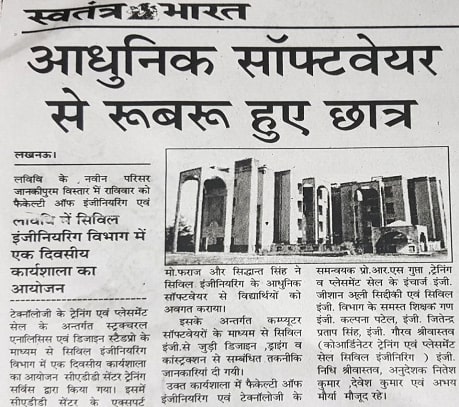 स्वतंत्र भारत
आधुनिक सॉफ्टवेयर
से रूबरू हुए छात्र
लखनऊ।
लविवि के नवीन परिसर
जानकीपुरम विस्तार में राविवार को
फैकेल्टी ऑफ इंजीनियरिंग एवं
लविवि में सिविल
इंजीनियरिंग विभाग में
एक दिवसीय
कार्यशाला का
आयोजन
टेक्नोलॉजी के ट्रेनिंग एवं प्लेसमेंट
सेल के अन्तर्गत स्ट्रक्चरल
एनालिसिस एवं डिजाइन स्टैडप्रो के
माध्यम से सिविल इंजीनियरिंग
विभाग में एक दिवसीय कार्यशाला
का आयोजन सीएडीडी सेंटर ट्रेनिंग
सर्विस द्वारा किया गया। इसमें
सीएडीडी सेंटर के एक्सपर्ट
मो.फराज और सिद्धान्त सिंह ने
सिविल इंजीनियरिंग के आधुनिक
सॉफ्टवेयर से विद्यार्थियों को
अवगत कराया।
इसके अन्तर्गत कम्प्यूटर
सॉफ्टवेयरों के माध्यम से सिविल
इंजी.से जुड़ी डिजाइन ,ड्राइंग व
कांस्ट्रक्शन से सम्बंधित तकनीकि
जानकारियां दी गयी।
उक्त कार्यशाला में फैकेल्टी ऑफ
इंजीनियरिंग एवं टेक्नोलॉजी के
समन्वयक प्रो.आर.एस गुप्ता ,ट्रेनिंग
व प्लेसमेंट सेल के इंचार्ज इंजी.
जीशान अली सिद्दीकी एवं सिविल
इंजी. विभाग के समस्त शिक्षक गण
इंजी. कल्पना पटेल, इंजी. जितेन्द्र
प्रताप सिंह, इंजी. गौरव श्रीवास्तव
(कोआर्डिनेटर ट्रेनिंग एवं प्लेसमेंट
सेल सिविल इंजीनिरिंग ) इंजी.
निधि श्रीवास्तव, अनुदेशक नितेश
कुमार ,देवेश कुमार एवं अभय
मौर्या मौजूद रहे।